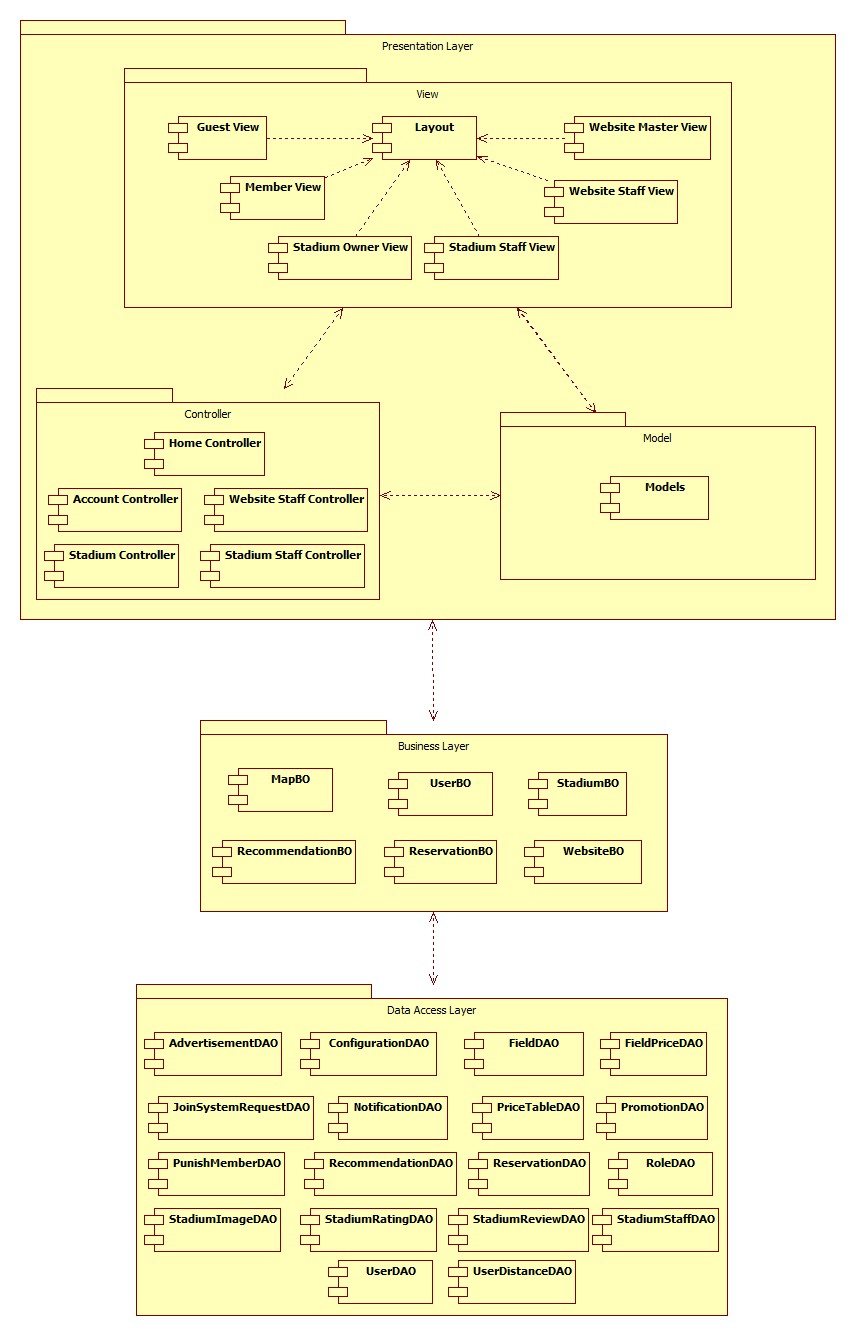 Presentation Layer
View
Guest View
Layout
Website Master View
Member View
Website Staff View
Stadium Owner View
Stadium Staff View
Controller
Home Controller
Account Controller
Website Staff Controller
Stadium Controller
Stadium Staff Controller
Model
Models
Business Layer
MapBO
UserBO
StadiumBO
RecommendationBO
ReservationBO
WebsiteBO
Data Access Layer
AdvertisementDAO
ConfigurationDAO
FieldDAO
FieldPriceDAO
JoinSystemRequestDAO
NotificationDAO
PriceTableDAO
PromotionDAO
PunishMemberDAO
RecommendationDAO
ReservationDAO
RoleDAO
StadiumImageDAO
StadiumRatingDAO
StadiumReviewDAO
StadiumStaffDAO
UserDAO
UserDistanceDAO